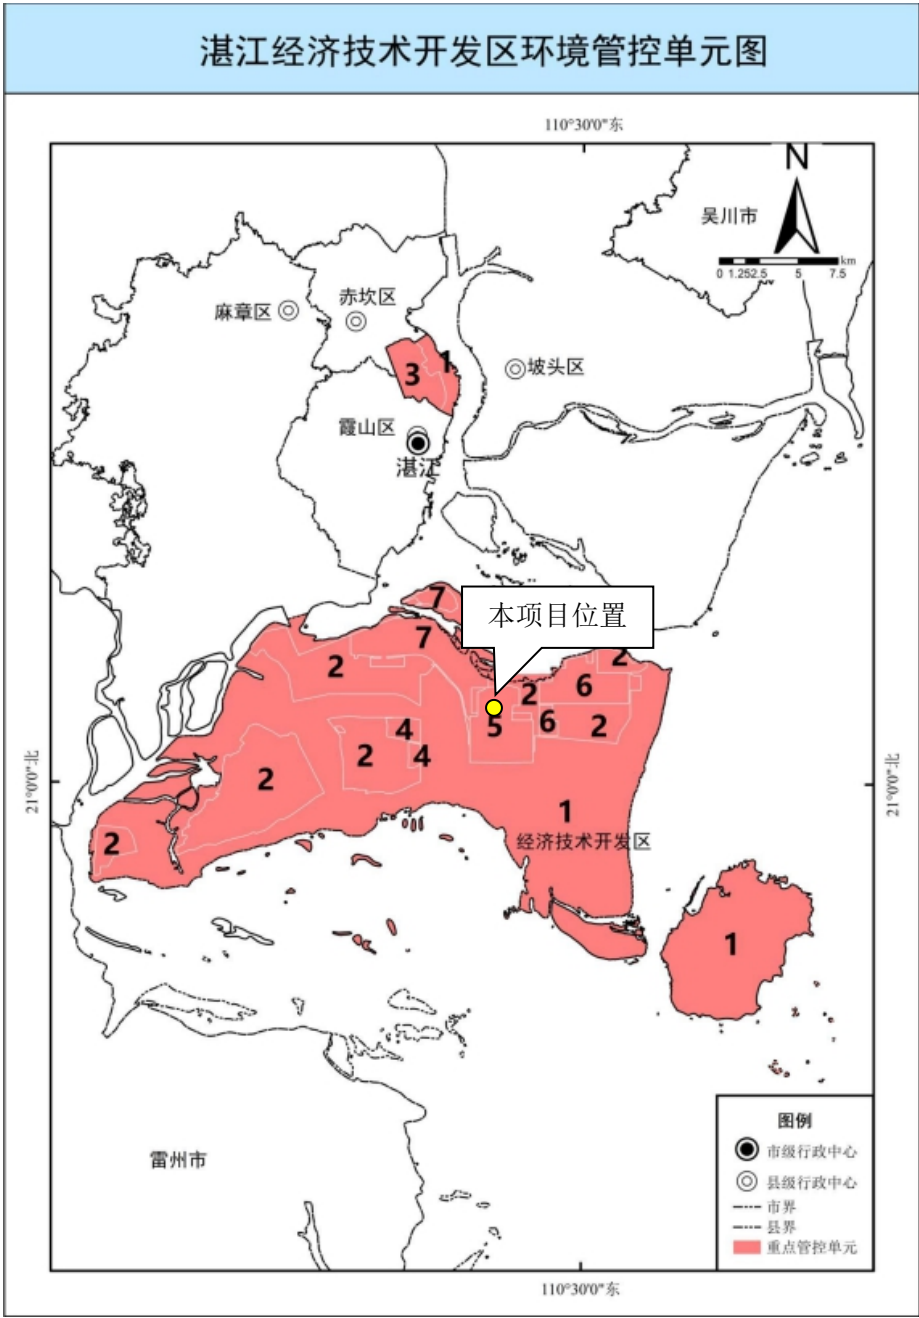 湛江经济技术开发区环境管控单元图
110°30'0"东
N
吴川市
km
0 1.252.5 5 7.5
赤坎区
麻章区
1
3
坡头区
霞山区
湛江
7
本项目位置
7
2
2
6
2
5
6
2
4
2
4
2
21°0'0"北
21°0'0"北
1
经济技术开发区
2
1
图例
市级行政中心
县级行政中心
市界
县界
重点管控单元
雷州市
110°30'0"东